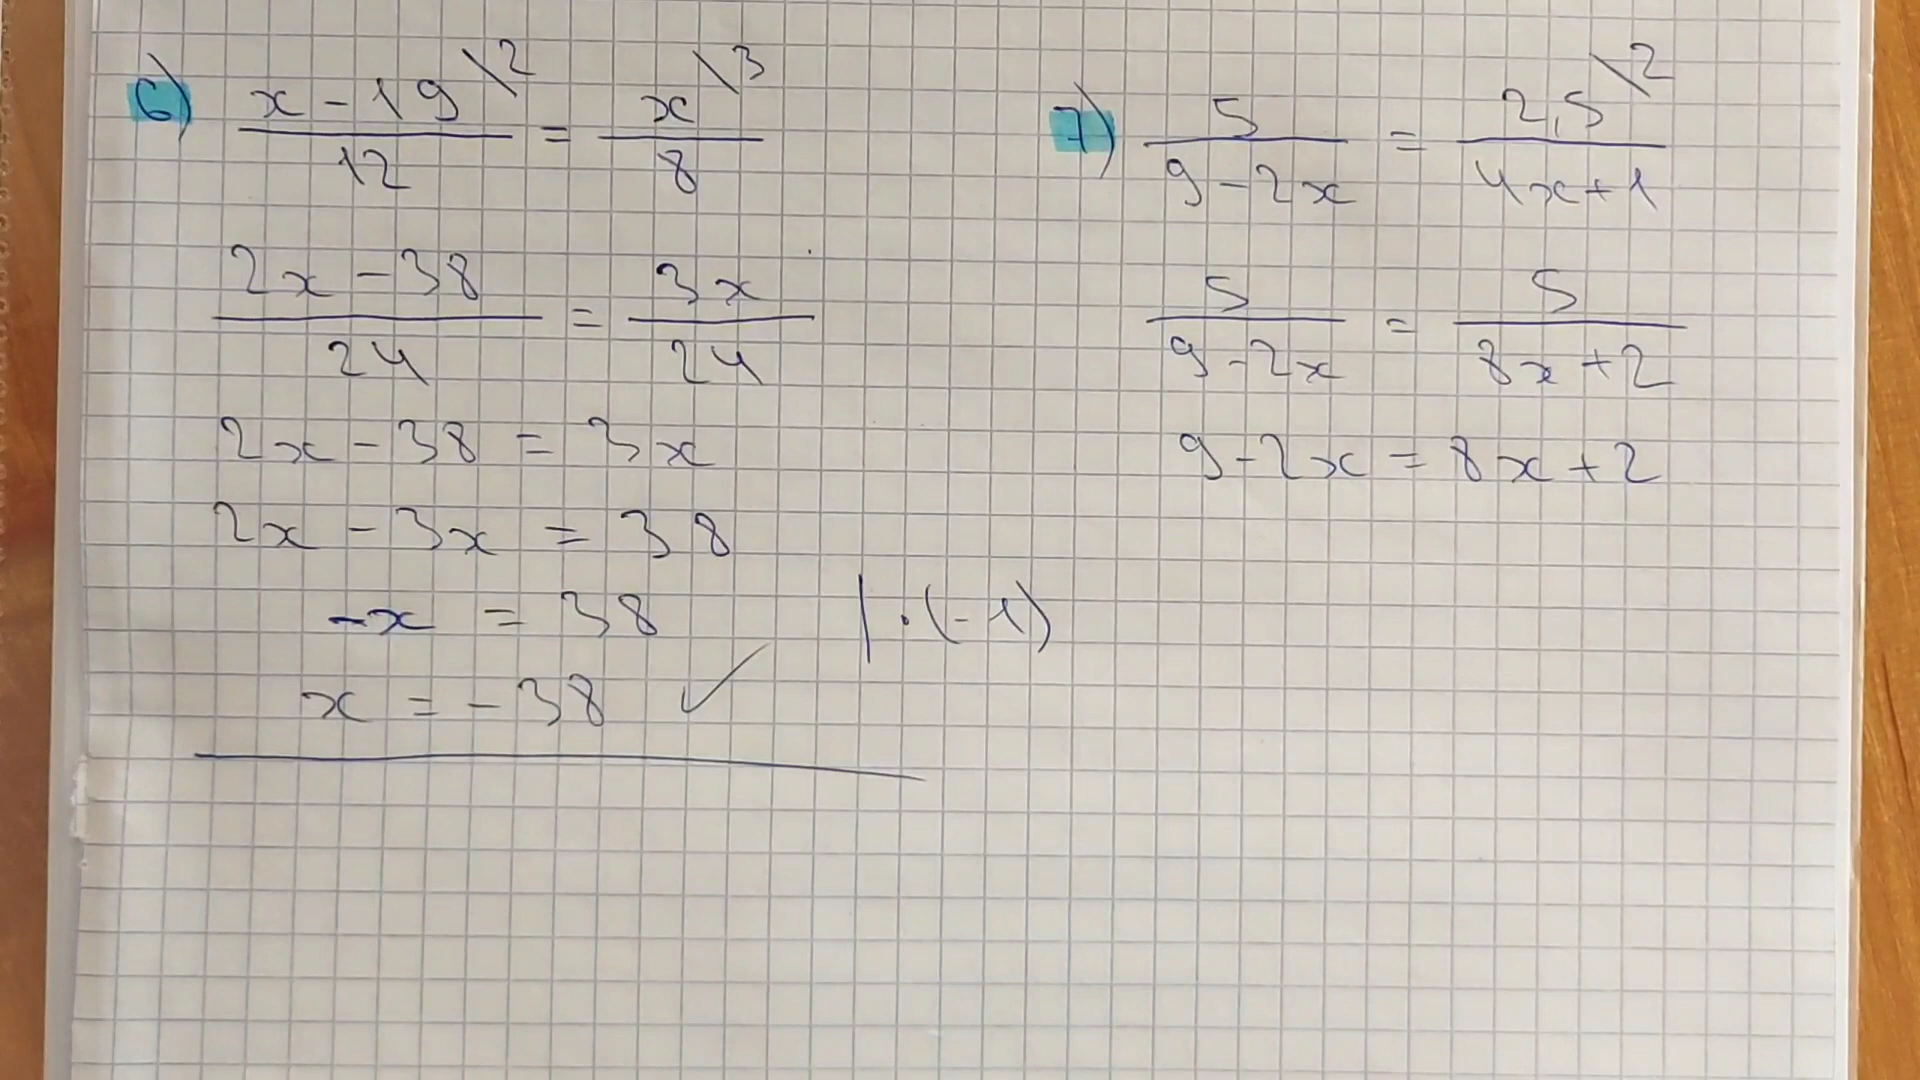 6) (x - 19)/12 \2 = x/8 \3
(2x - 38)/24 = 3x/24
2x - 38 = 3x
2x - 3x = 38
-x = 38 | · (-1)
x = -38 ✓
7) 5/(9 - 2x) = 2,5/(4x + 1) \2
5/(9 - 2x) = 5/(8x + 2)
9 - 2x = 8x + 2